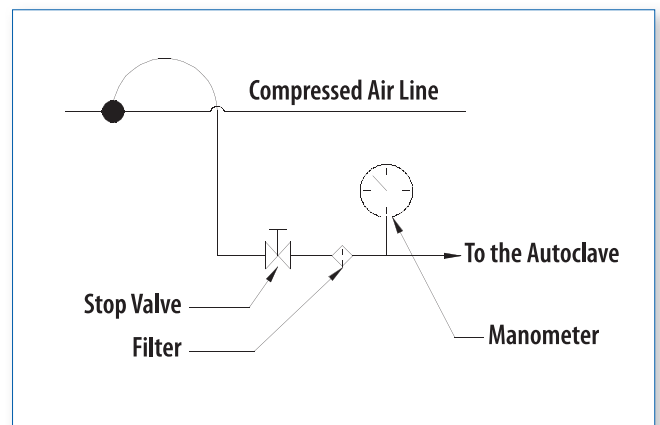 Compressed Air Line
To the Autoclave
Stop Valve
Filter
Manometer